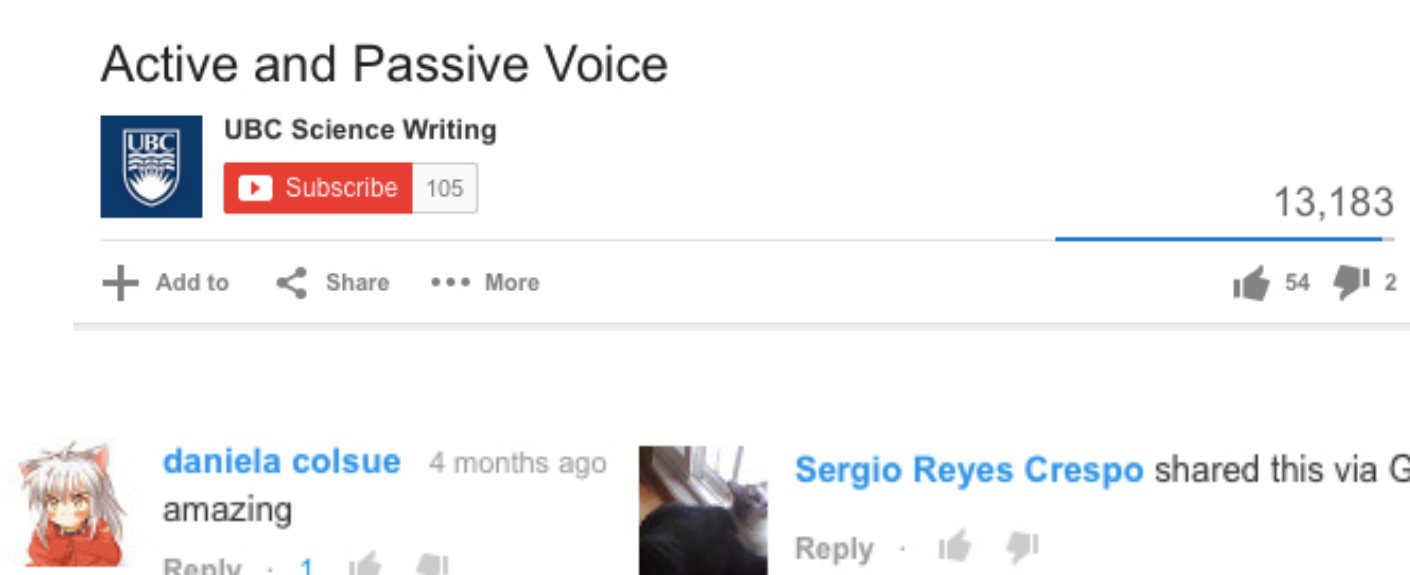 Active and Passive Voice
UBC
UBC Science Writing
Subscribe 105
13,183
Add to Share More 54 2
daniela colsue 4 months ago
amazing
Reply · 1
Sergio Reyes Crespo shared this via G
Reply ·